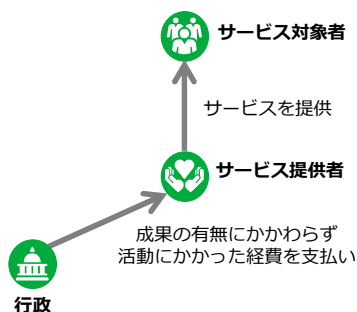 サービス対象者
サービスを提供
サービス提供者
成果の有無にかかわらず
活動にかかった経費を支払い
行政